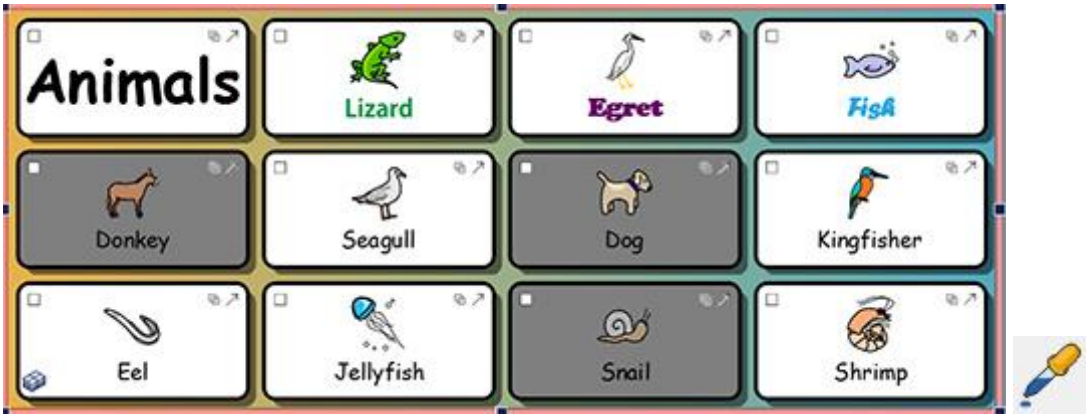 Animals
Lizard
Egret
Fish
Donkey
Seagull
Dog
Kingfisher
Eel
Jellyfish
Snail
Shrimp